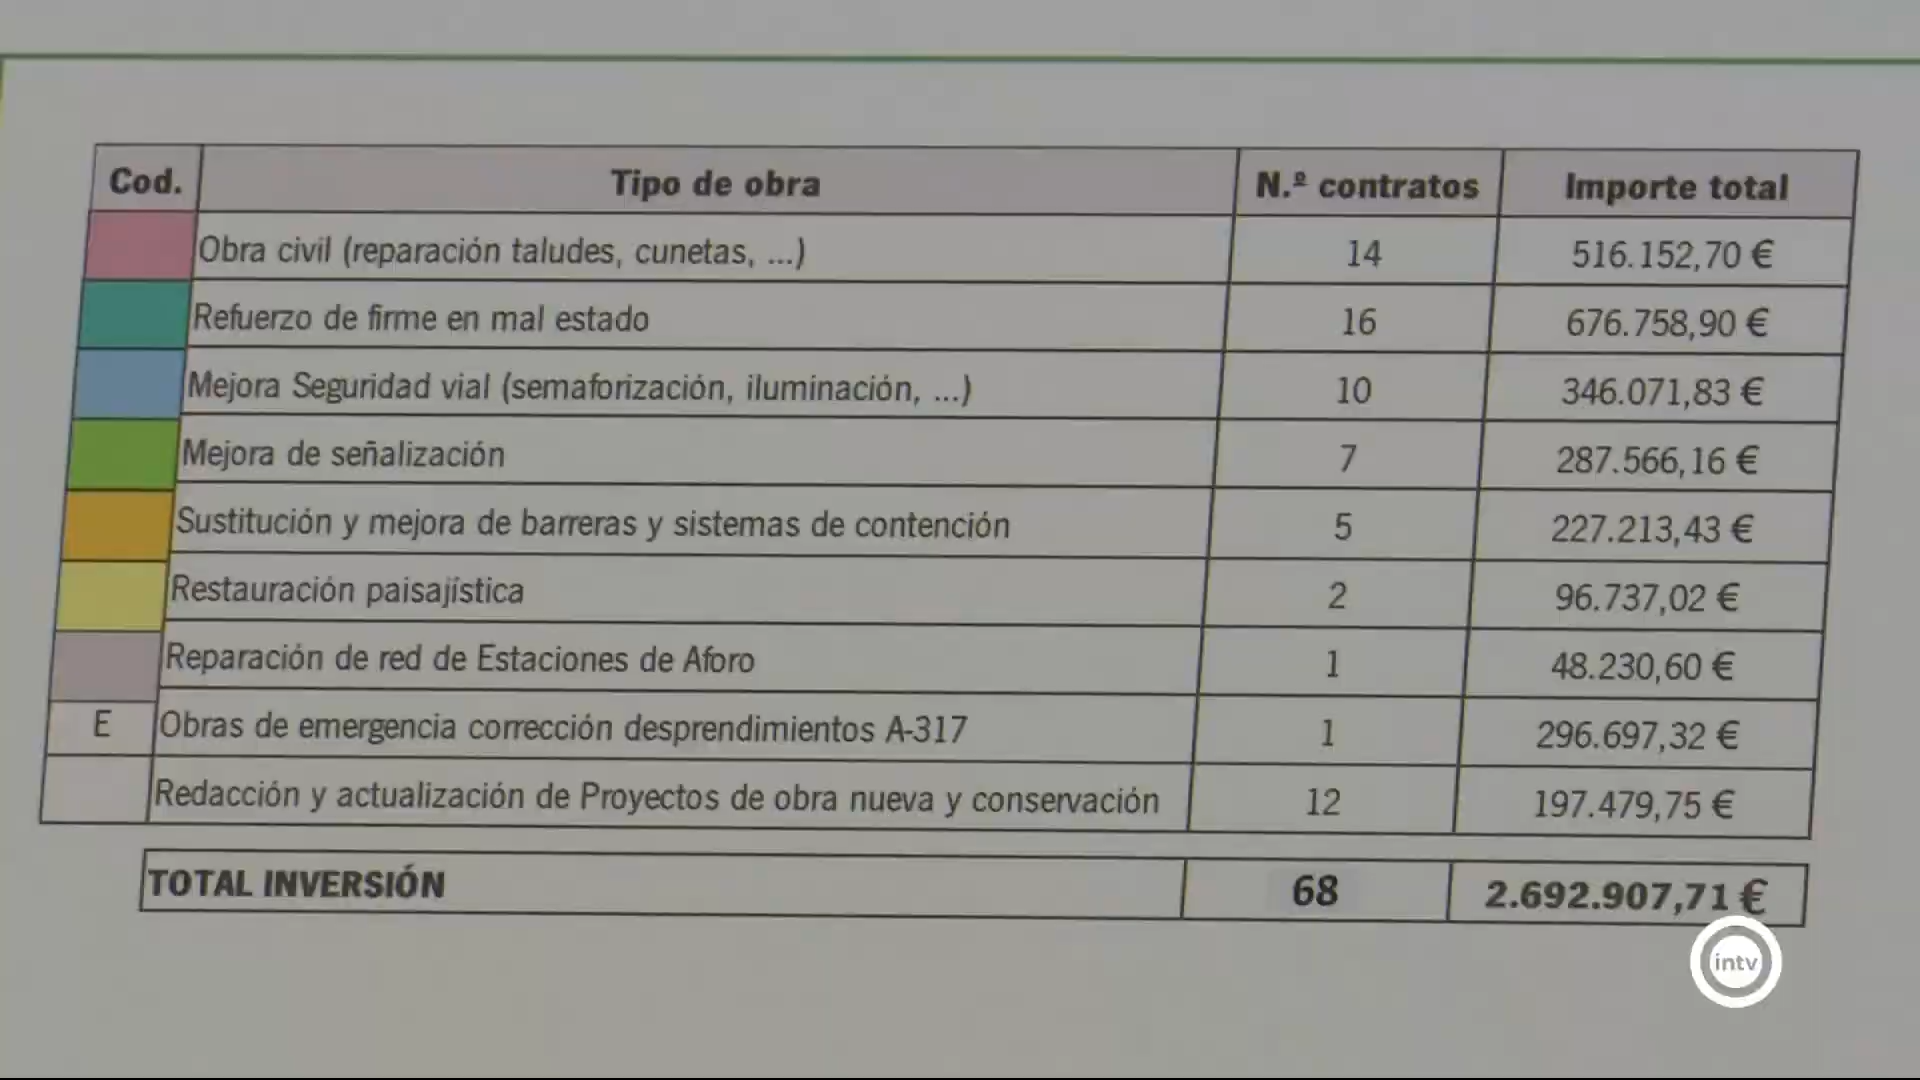 Cod. Tipo de obra N.º contratos Importe total
Obra civil (reparación taludes, cunetas, ...) 14 516.152,70 €
Refuerzo de firme en mal estado 16 676.758,90 €
Mejora Seguridad vial (semaforización, iluminación, ...) 10 346.071,83 €
Mejora de señalización 7 287.566,16 €
Sustitución y mejora de barreras y sistemas de contención 5 227.213,43 €
Restauración paisajística 2 96.737,02 €
Reparación de red de Estaciones de Aforo 1 48.230,60 €
E Obras de emergencia corrección desprendimientos A-317 1 296.697,32 €
Redacción y actualización de Proyectos de obra nueva y conservación 12 197.479,75 €
TOTAL INVERSIÓN 68 2.692.907,71 €
intv